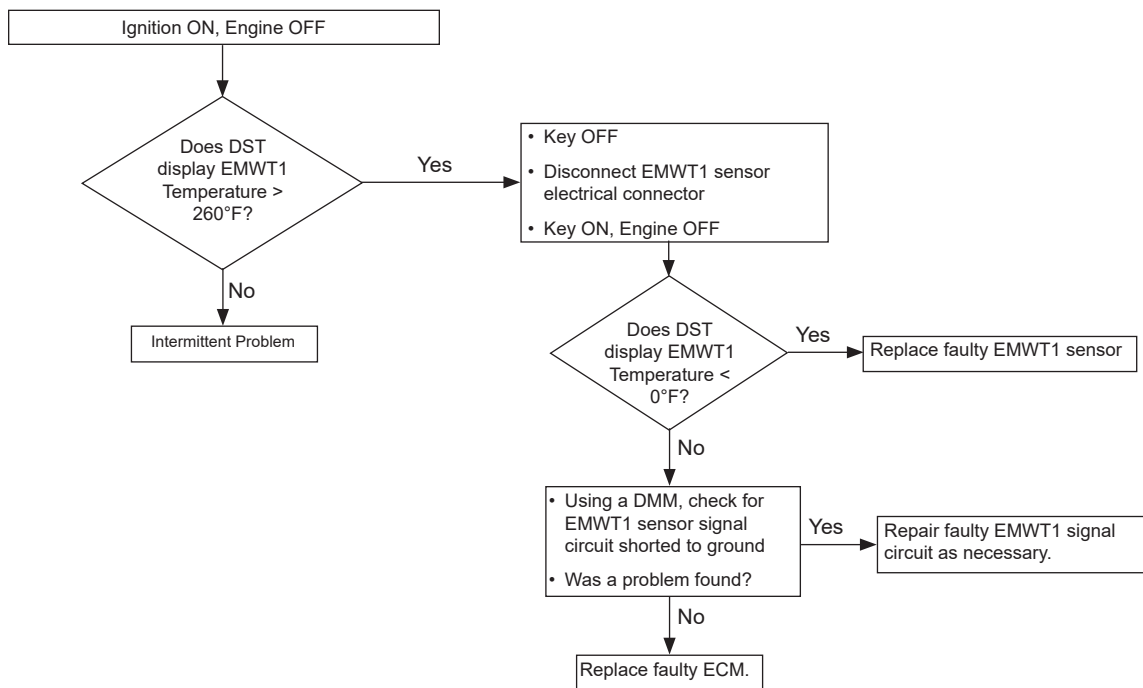 Ignition ON, Engine OFF
Does DST
display EMWT1
Temperature >
260°F?
Yes
• Key OFF
• Disconnect EMWT1 sensor
electrical connector
• Key ON, Engine OFF
No
Intermittent Problem
Does DST
display EMWT1
Temperature <
0°F?
Yes
Replace faulty EMWT1 sensor
No
• Using a DMM, check for
EMWT1 sensor signal
circuit shorted to ground
• Was a problem found?
Yes
Repair faulty EMWT1 signal
circuit as necessary.
No
Replace faulty ECM.